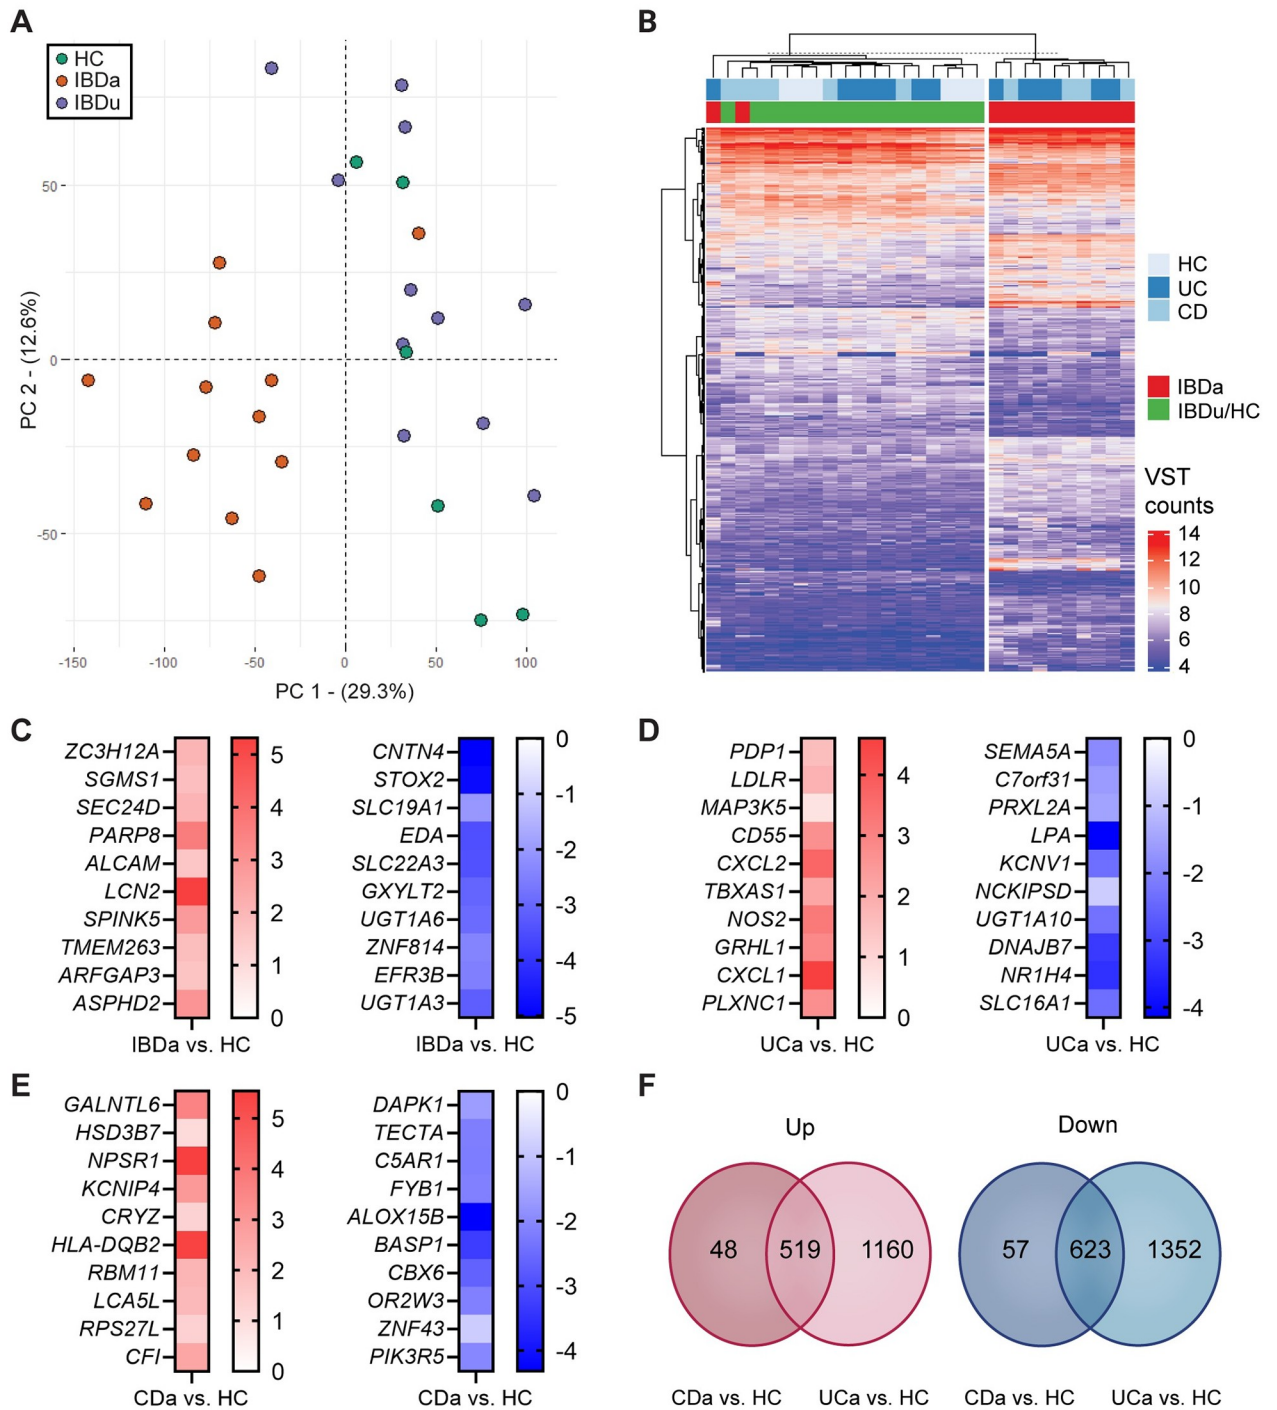 A
HC
IBDa
IBDu
50
0
-50
-150
-100
-50
0
50
100
PC 2 - (12.6%)
PC 1 - (29.3%)
B
HC
UC
CD
IBDa
IBDu/HC
VST
counts
14
12
10
8
6
4
C
ZC3H12A
SGMS1
SEC24D
PARP8
ALCAM
LCN2
SPINK5
TMEM263
ARFGAP3
ASPHD2
5
4
3
2
1
0
IBDa vs. HC
CNTN4
STOX2
SLC19A1
EDA
SLC22A3
GXYLT2
UGT1A6
ZNF814
EFR3B
UGT1A3
0
-1
-2
-3
-4
-5
IBDa vs. HC
D
PDP1
LDLR
MAP3K5
CD55
CXCL2
TBXAS1
NOS2
GRHL1
CXCL1
PLXNC1
4
3
2
1
0
UCa vs. HC
SEMA5A
C7orf31
PRXL2A
LPA
KCNV1
NCKIPSD
UGT1A10
DNAJB7
NR1H4
SLC16A1
0
-1
-2
-3
-4
UCa vs. HC
E
GALNTL6
HSD3B7
NPSR1
KCNIP4
CRYZ
HLA-DQB2
RBM11
LCA5L
RPS27L
CFI
5
4
3
2
1
0
CDa vs. HC
DAPK1
TECTA
C5AR1
FYB1
ALOX15B
BASP1
CBX6
OR2W3
ZNF43
PIK3R5
0
-1
-2
-3
-4
CDa vs. HC
F
Up
48
519
1160
CDa vs. HC
UCa vs. HC
Down
57
623
1352
CDa vs. HC
UCa vs. HC